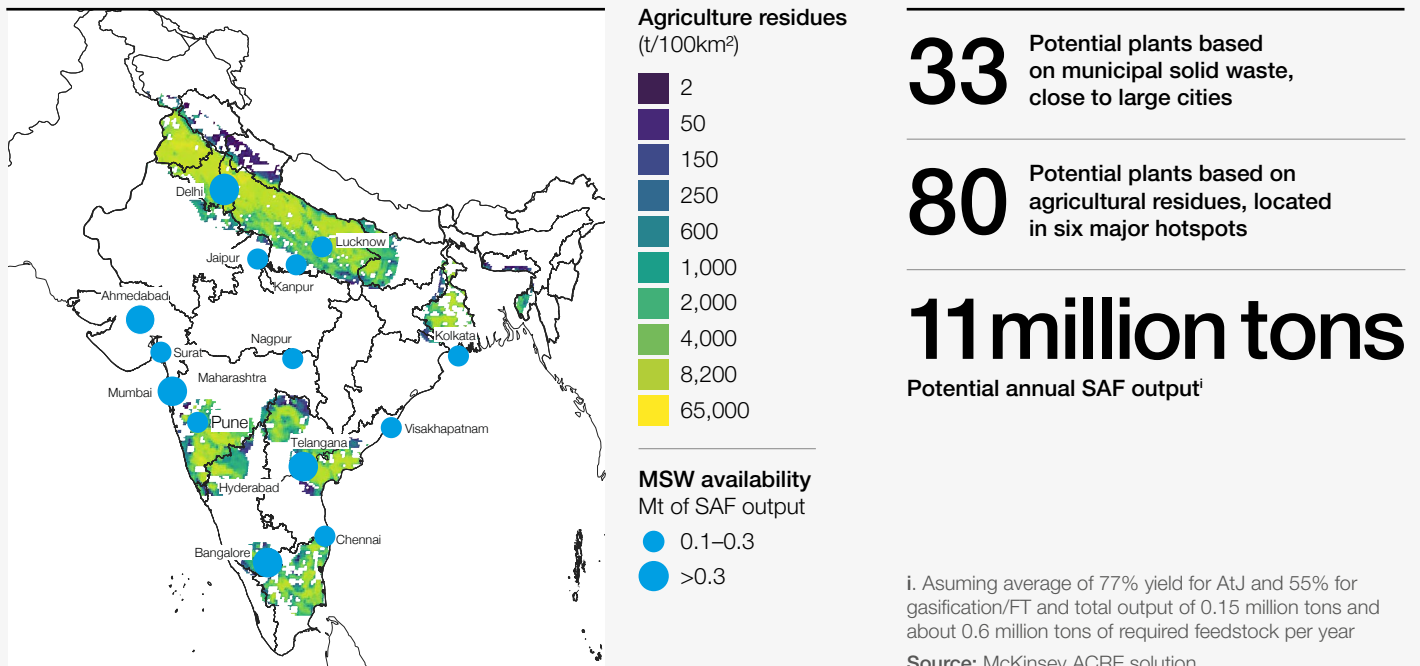 Delhi
Lucknow
Jaipur
Kanpur
Ahmedabad
Surat
Nagpur
Kolkata
Maharashtra
Mumbai
Pune
Visakhapatnam
Telangana
Hyderabad
Chennai
Bangalore
Agriculture residues
(t/100km²)
2
50
150
250
600
1,000
2,000
4,000
8,200
65,000
MSW availability
Mt of SAF output
0.1–0.3
>0.3
33
Potential plants based
on municipal solid waste,
close to large cities
80
Potential plants based on
agricultural residues, located
in six major hotspots
11 million tons
Potential annual SAF outputⁱ
i. Asuming average of 77% yield for AtJ and 55% for
gasification/FT and total output of 0.15 million tons and
about 0.6 million tons of required feedstock per year
Source: McKinsey ACRE solution